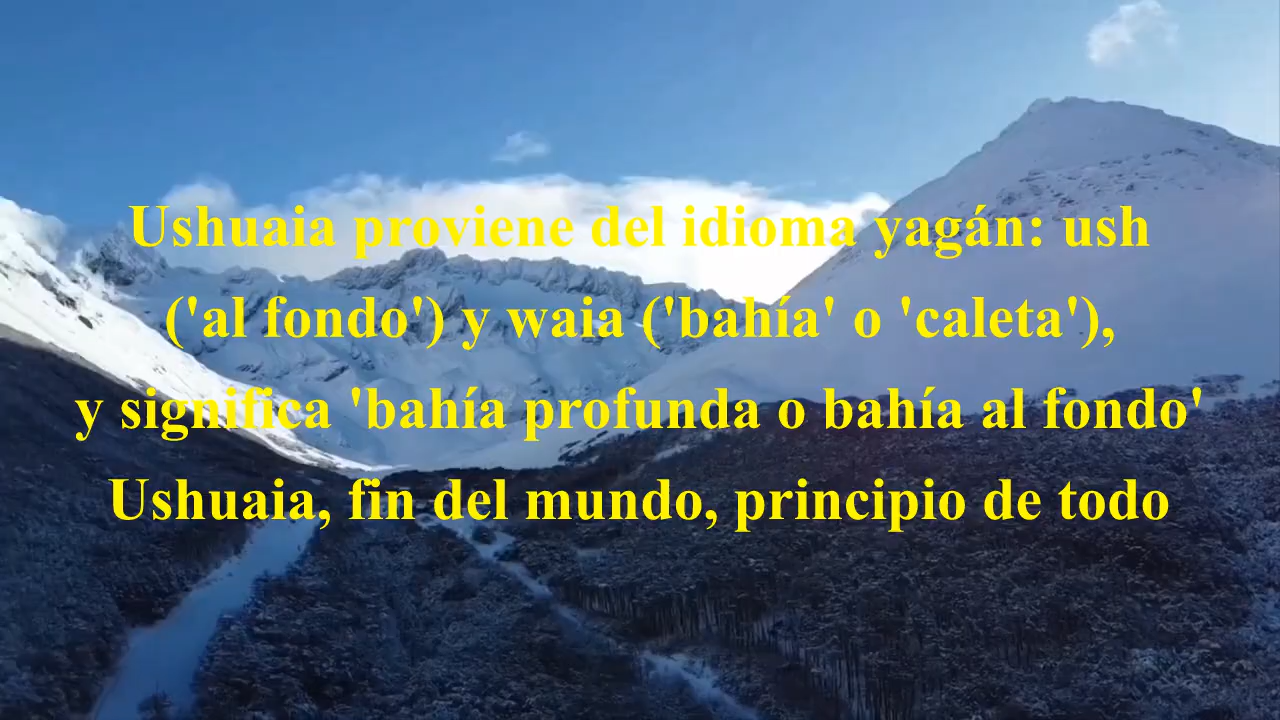 Ushuaia proviene del idioma yagán: ush
('al fondo') y waia ('bahía' o 'caleta'),
y significa 'bahía profunda o bahía al fondo'
Ushuaia, fin del mundo, principio de todo